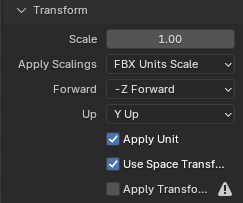 Transform
Scale 1.00
Apply Scalings FBX Units Scale
Forward -Z Forward
Up Y Up
Apply Unit
Use Space Transf...
Apply Transfo...